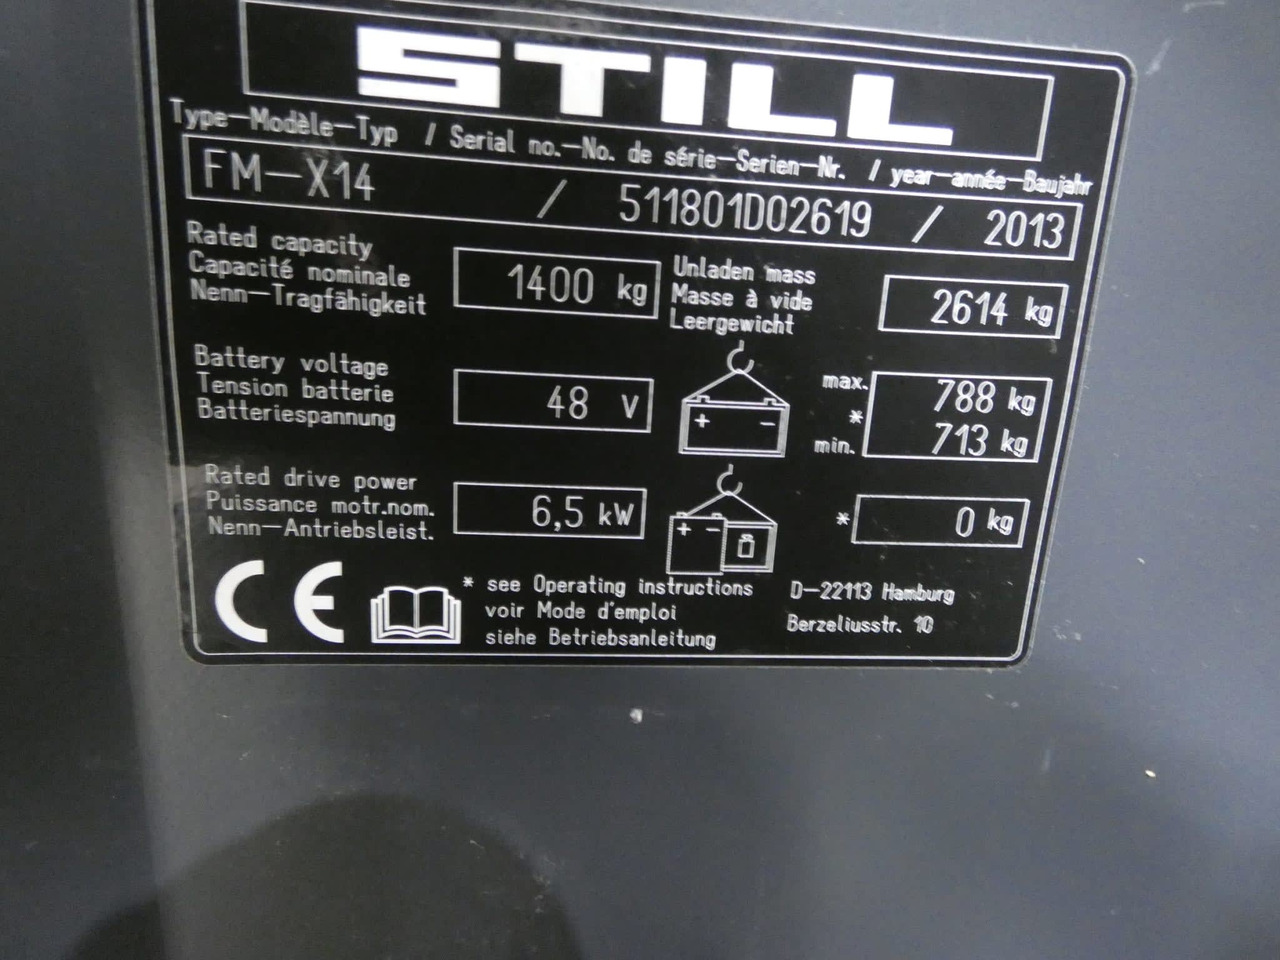 STILL
Type-Modèle-Typ / Serial no.-No. de série-Serien-Nr. / year-année-Baujahr
FM-X14 / 511801D02619 / 2013
Rated capacity
Capacité nominale
Nenn-Tragfähigkeit
1400 kg
Unladen mass
Masse à vide
Leergewicht
2614 kg
Battery voltage
Tension batterie
Batteriespannung
48 V
+ -
max.
*
min.
788 kg
713 kg
Rated drive power
Puissance motr.nom.
Nenn-Antriebsleist.
6,5 kW
+ -
* 0 kg
CE
* see Operating instructions
voir Mode d'emploi
siehe Betriebsanleitung
D-22113 Hamburg
Berzeliusstr. 10